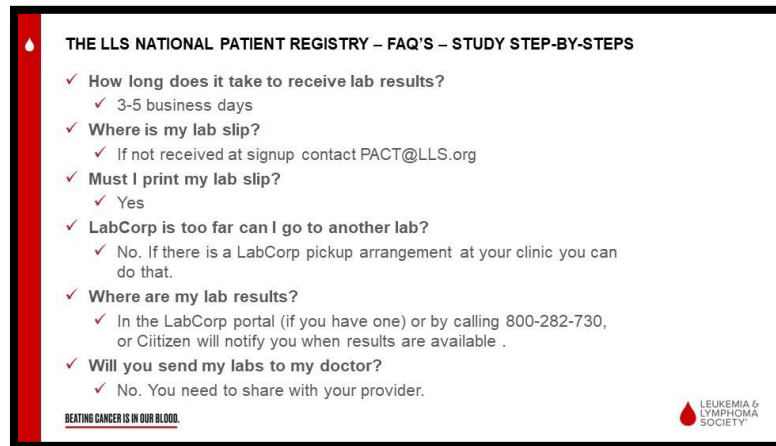 THE LLS NATIONAL PATIENT REGISTRY – FAQ'S – STUDY STEP-BY-STEPS
✓ How long does it take to receive lab results?
✓ 3-5 business days
✓ Where is my lab slip?
✓ If not received at signup contact PACT@LLS.org
✓ Must I print my lab slip?
✓ Yes
✓ LabCorp is too far can I go to another lab?
✓ No. If there is a LabCorp pickup arrangement at your clinic you can
do that.
✓ Where are my lab results?
✓ In the LabCorp portal (if you have one) or by calling 800-282-730,
or Ciitizen will notify you when results are available .
✓ Will you send my labs to my doctor?
✓ No. You need to share with your provider.
BEATING CANCER IS IN OUR BLOOD.
LEUKEMIA &
LYMPHOMA
SOCIETY